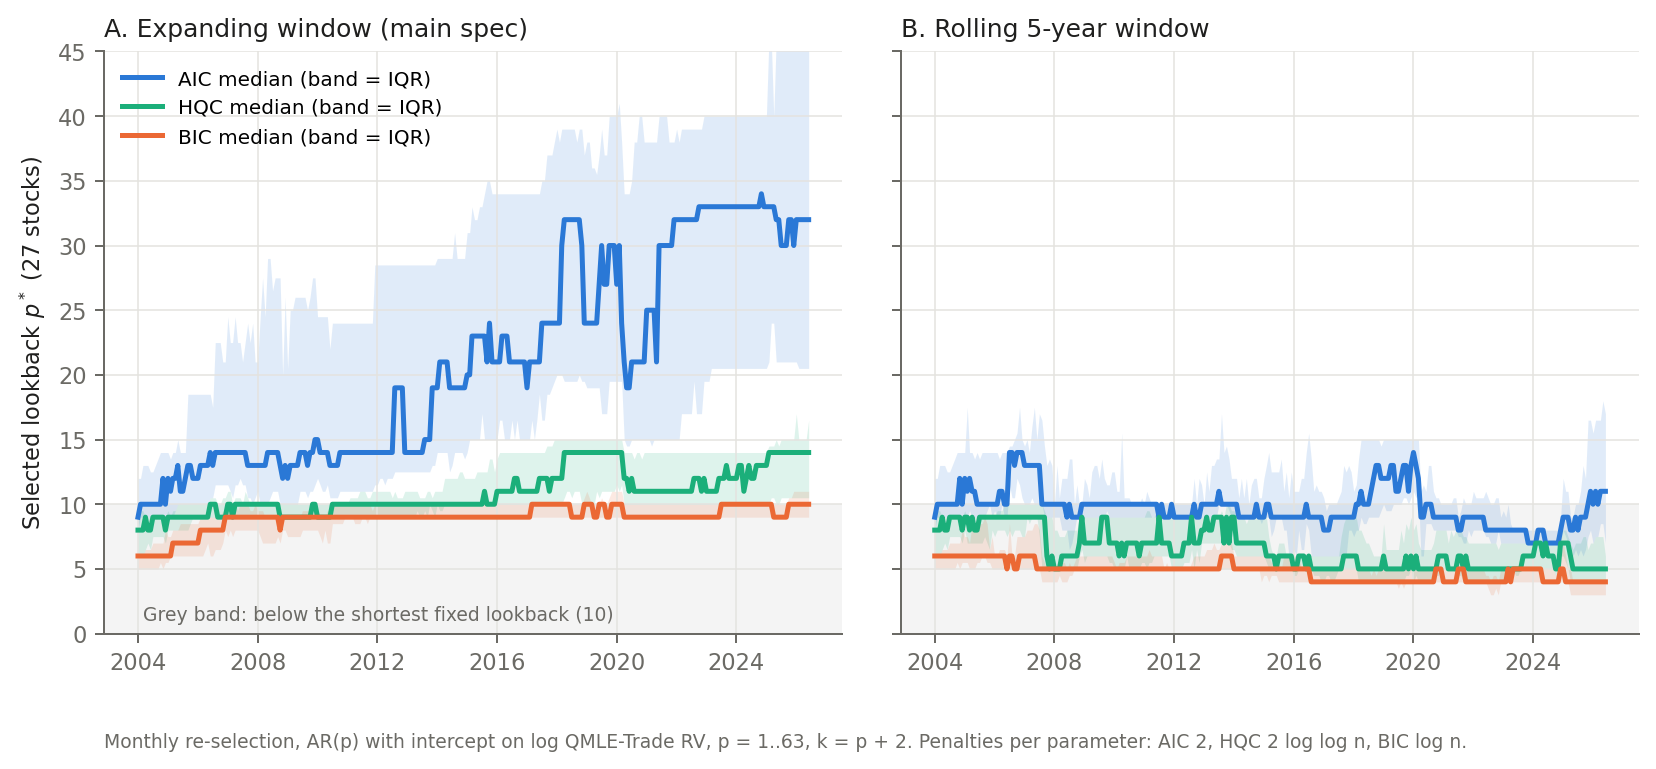 A. Expanding window (main spec)
B. Rolling 5-year window
Selected lookback p* (27 stocks)
45
40
35
30
25
20
15
10
5
0
AIC median (band = IQR)
HQC median (band = IQR)
BIC median (band = IQR)
Grey band: below the shortest fixed lookback (10)
2004 2008 2012 2016 2020 2024
2004 2008 2012 2016 2020 2024
Monthly re-selection, AR(p) with intercept on log QMLE-Trade RV, p = 1..63, k = p + 2. Penalties per parameter: AIC 2, HQC 2 log log n, BIC log n.